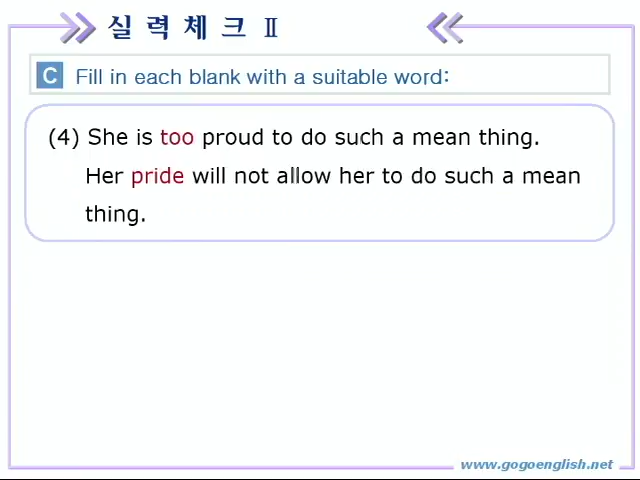 실 력 체 크 Ⅱ
C Fill in each blank with a suitable word:
(4) She is too proud to do such a mean thing.
Her pride will not allow her to do such a mean
thing.
www.gogoenglish.net